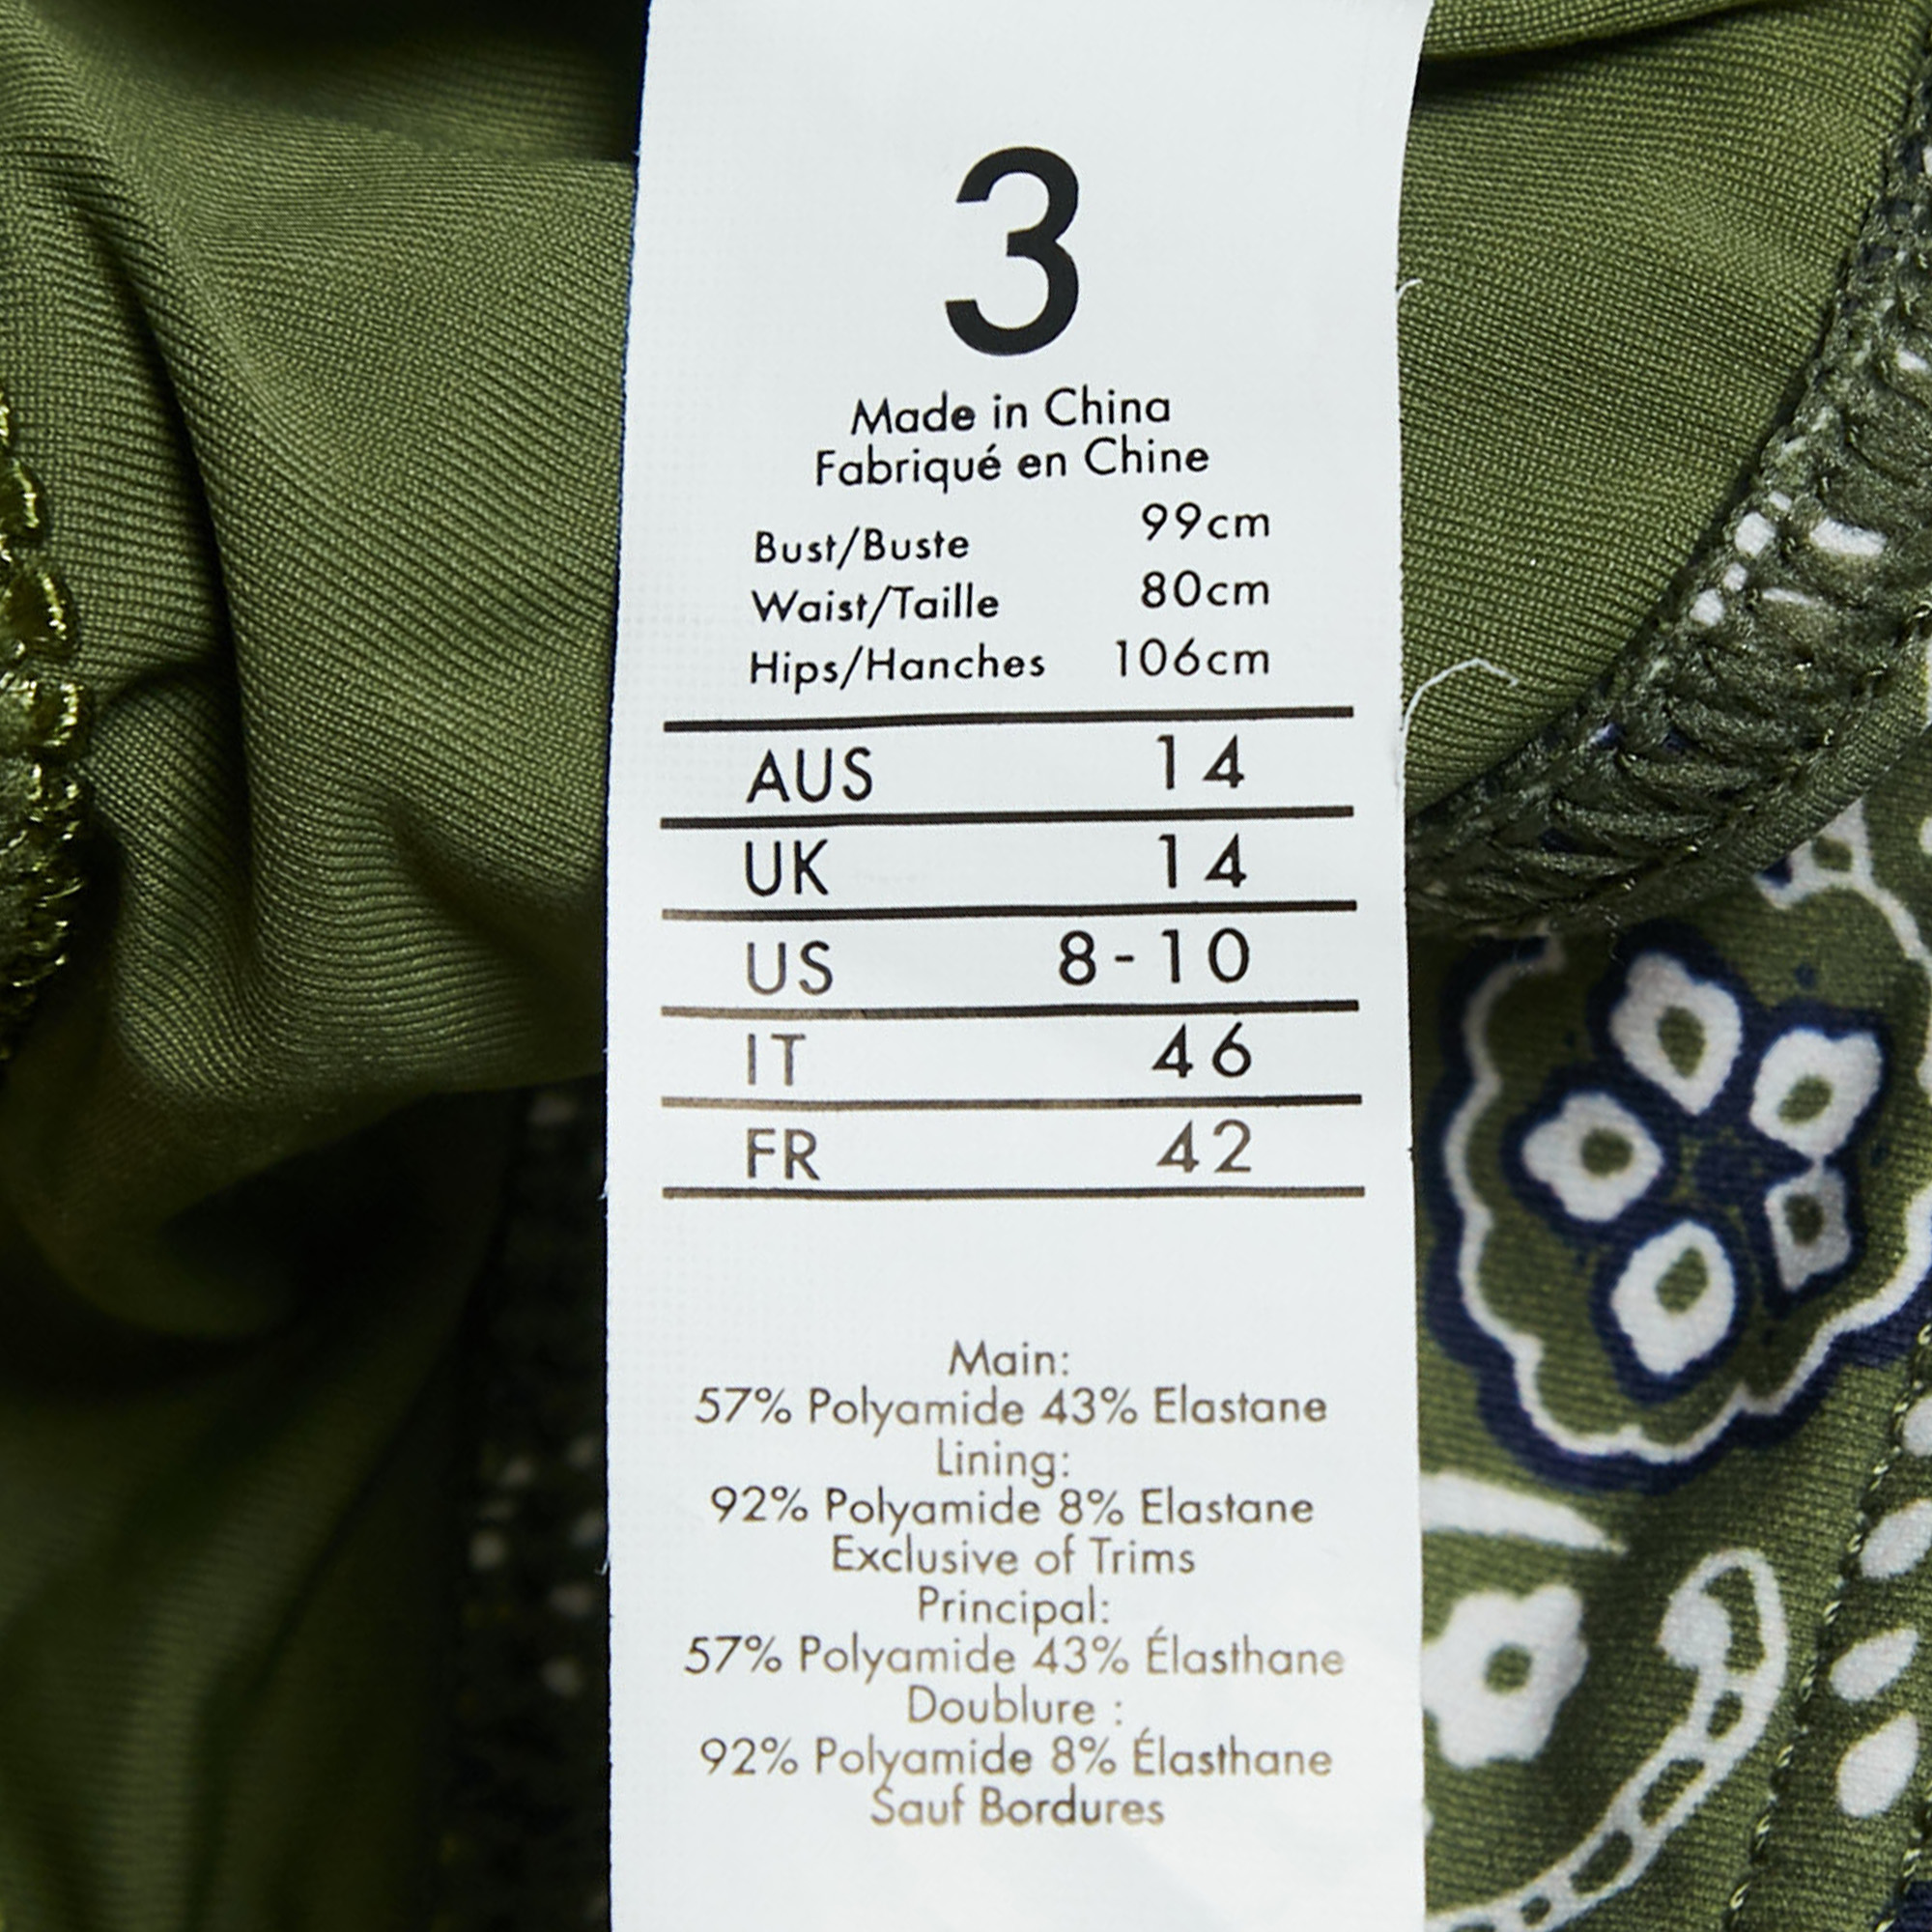 3
Made in China
Fabriqué en Chine
Bust/Buste 99cm
Waist/Taille 80cm
Hips/Hanches 106cm
AUS 14
UK 14
US 8-10
IT 46
FR 42
Main:
57% Polyamide 43% Elastane
Lining:
92% Polyamide 8% Elastane
Exclusive of Trims
Principal:
57% Polyamide 43% Élasthane
Doublure :
92% Polyamide 8% Élasthane
Sauf Bordures